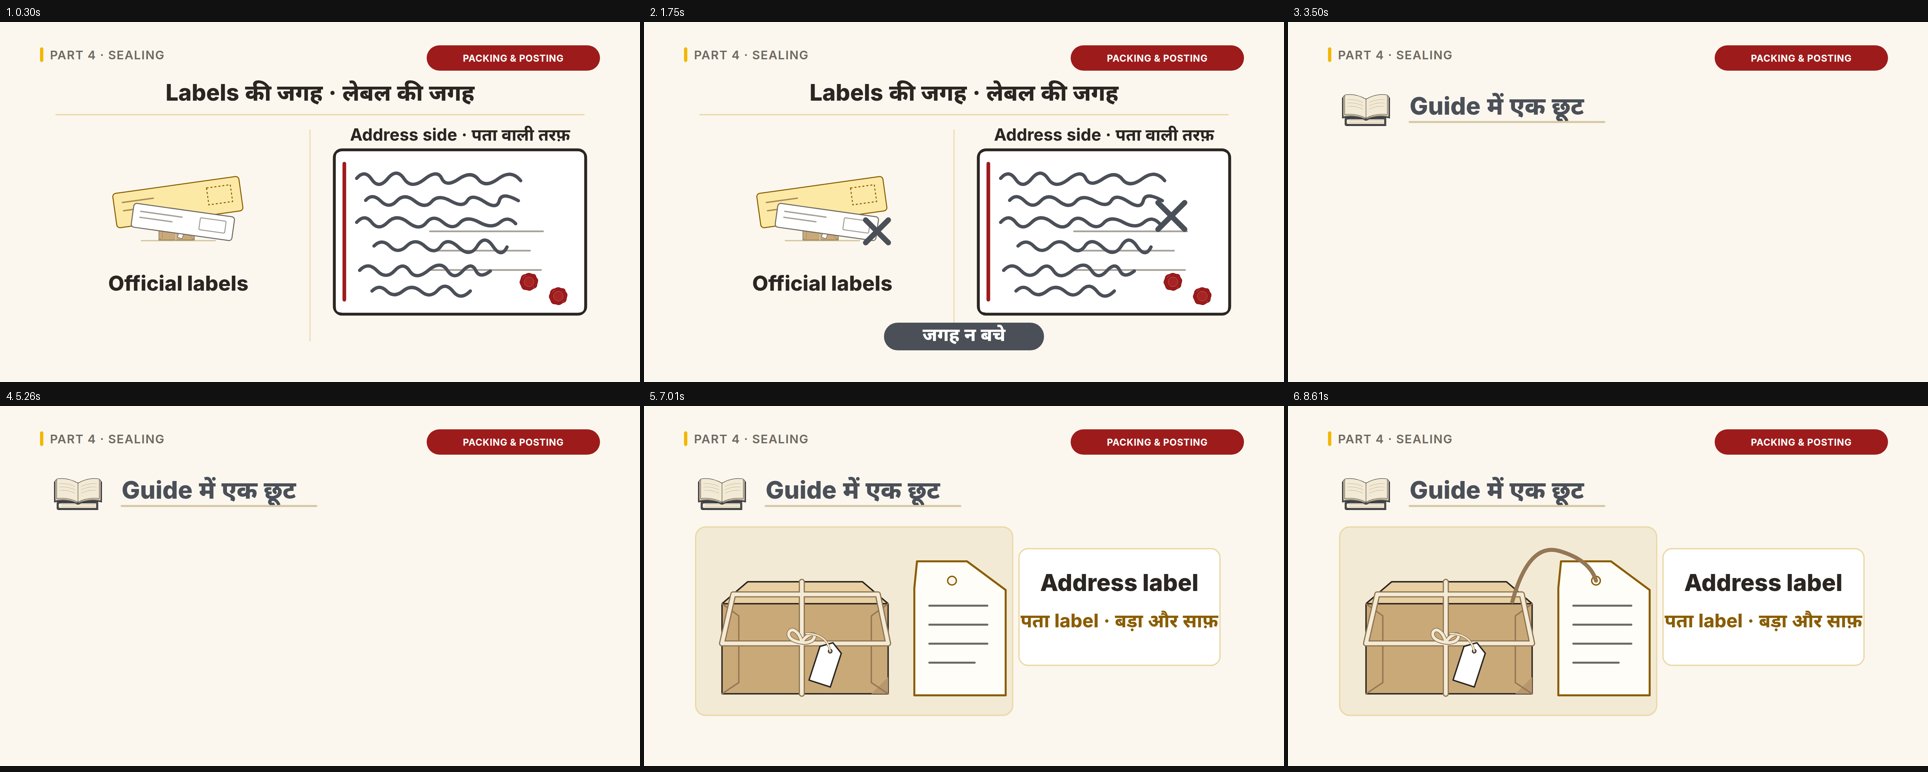 1. 0.30s
PART 4 · SEALING
PACKING & POSTING
Labels की जगह · लेबल की जगह
Address side · पता वाली तरफ़
Official labels
2. 1.75s
PART 4 · SEALING
PACKING & POSTING
Labels की जगह · लेबल की जगह
Address side · पता वाली तरफ़
Official labels
जगह न बचे
3. 3.50s
PART 4 · SEALING
PACKING & POSTING
Guide में एक छूट
4. 5.26s
PART 4 · SEALING
PACKING & POSTING
Guide में एक छूट
5. 7.01s
PART 4 · SEALING
PACKING & POSTING
Guide में एक छूट
Address label
पता label · बड़ा और साफ़
6. 8.61s
PART 4 · SEALING
PACKING & POSTING
Guide में एक छूट
Address label
पता label · बड़ा और साफ़